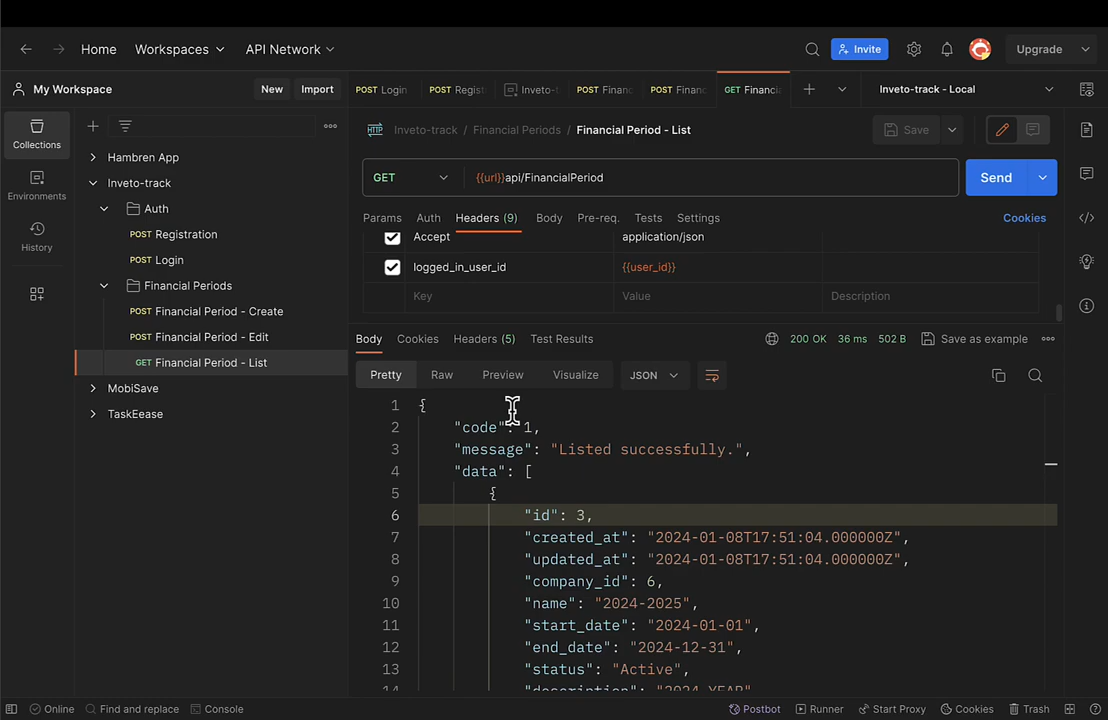 Home Workspaces API Network Invite Upgrade
My Workspace New Import POST Login POST Regist Inveto-t POST Financ POST Financ GET Financia Inveto-track - Local
Collections
Environments
History
Hambren App
Inveto-track
Auth
POST Registration
POST Login
Financial Periods
POST Financial Period - Create
POST Financial Period - Edit
GET Financial Period - List
MobiSave
TaskEease
HTTP Inveto-track / Financial Periods / Financial Period - List Save
GET {{url}}api/FinancialPeriod Send
Params Auth Headers (9) Body Pre-req. Tests Settings Cookies
Accept application/json
logged_in_user_id {{user_id}}
Key Value Description
Body Cookies Headers (5) Test Results 200 OK 36 ms 502 B Save as example
Pretty Raw Preview Visualize JSON
1 {
2 "code": 1,
3 "message": "Listed successfully.",
4 "data": [
5 {
6 "id": 3,
7 "created_at": "2024-01-08T17:51:04.000000Z",
8 "updated_at": "2024-01-08T17:51:04.000000Z",
9 "company_id": 6,
10 "name": "2024-2025",
11 "start_date": "2024-01-01",
12 "end_date": "2024-12-31",
13 "status": "Active",
14 "description": "2024 YEAR"
Online Find and replace Console Postbot Runner Start Proxy Cookies Trash